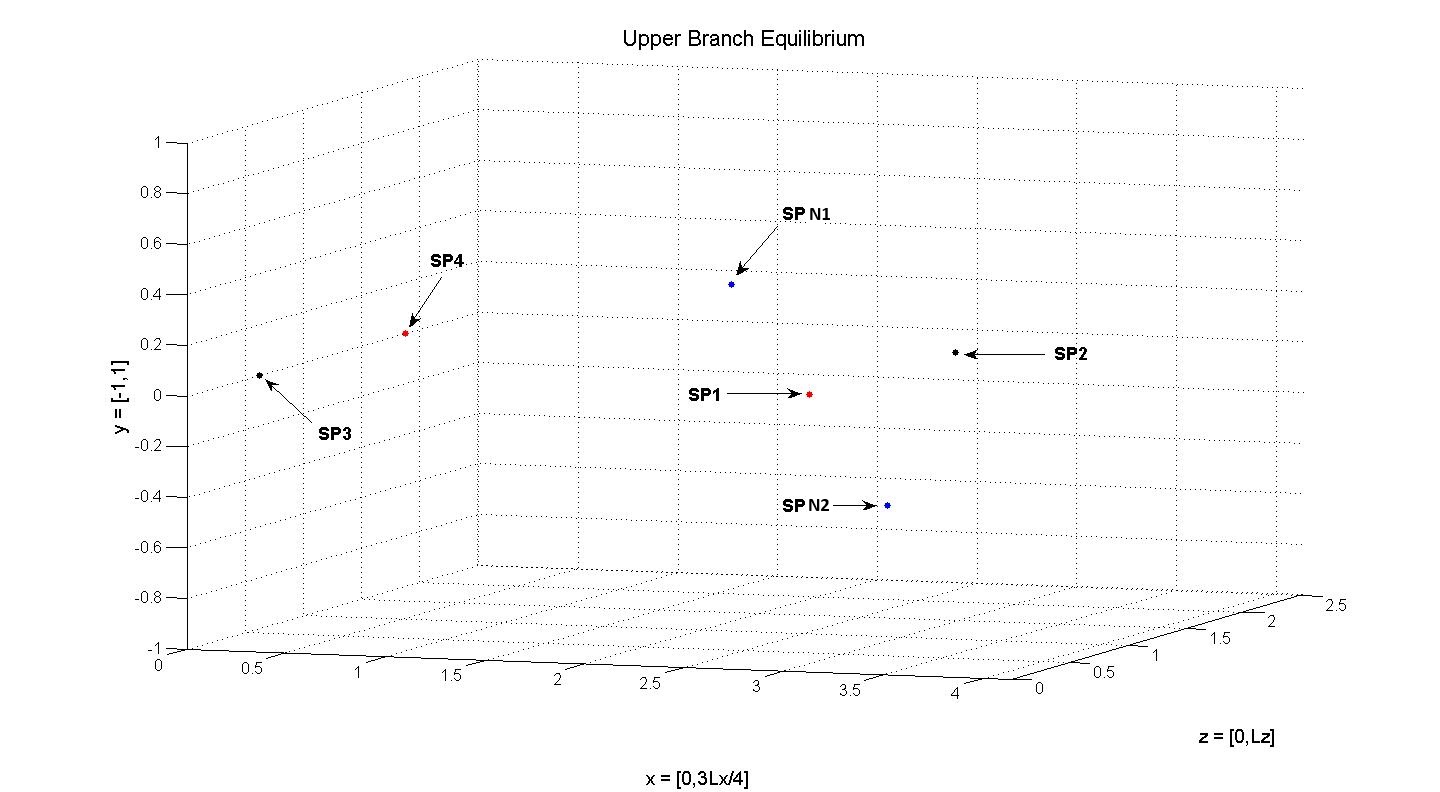 Upper Branch Equilibrium
1
0.8
0.6
0.4
0.2
0
-0.2
-0.4
-0.6
-0.8
-1
y = [-1,1]
SP N1
SP4
SP2
SP1
SP3
SP N2
0
0.5
1
1.5
2
2.5
3
3.5
4
0
0.5
1
1.5
2
2.5
z = [0,Lz]
x = [0,3Lx/4]